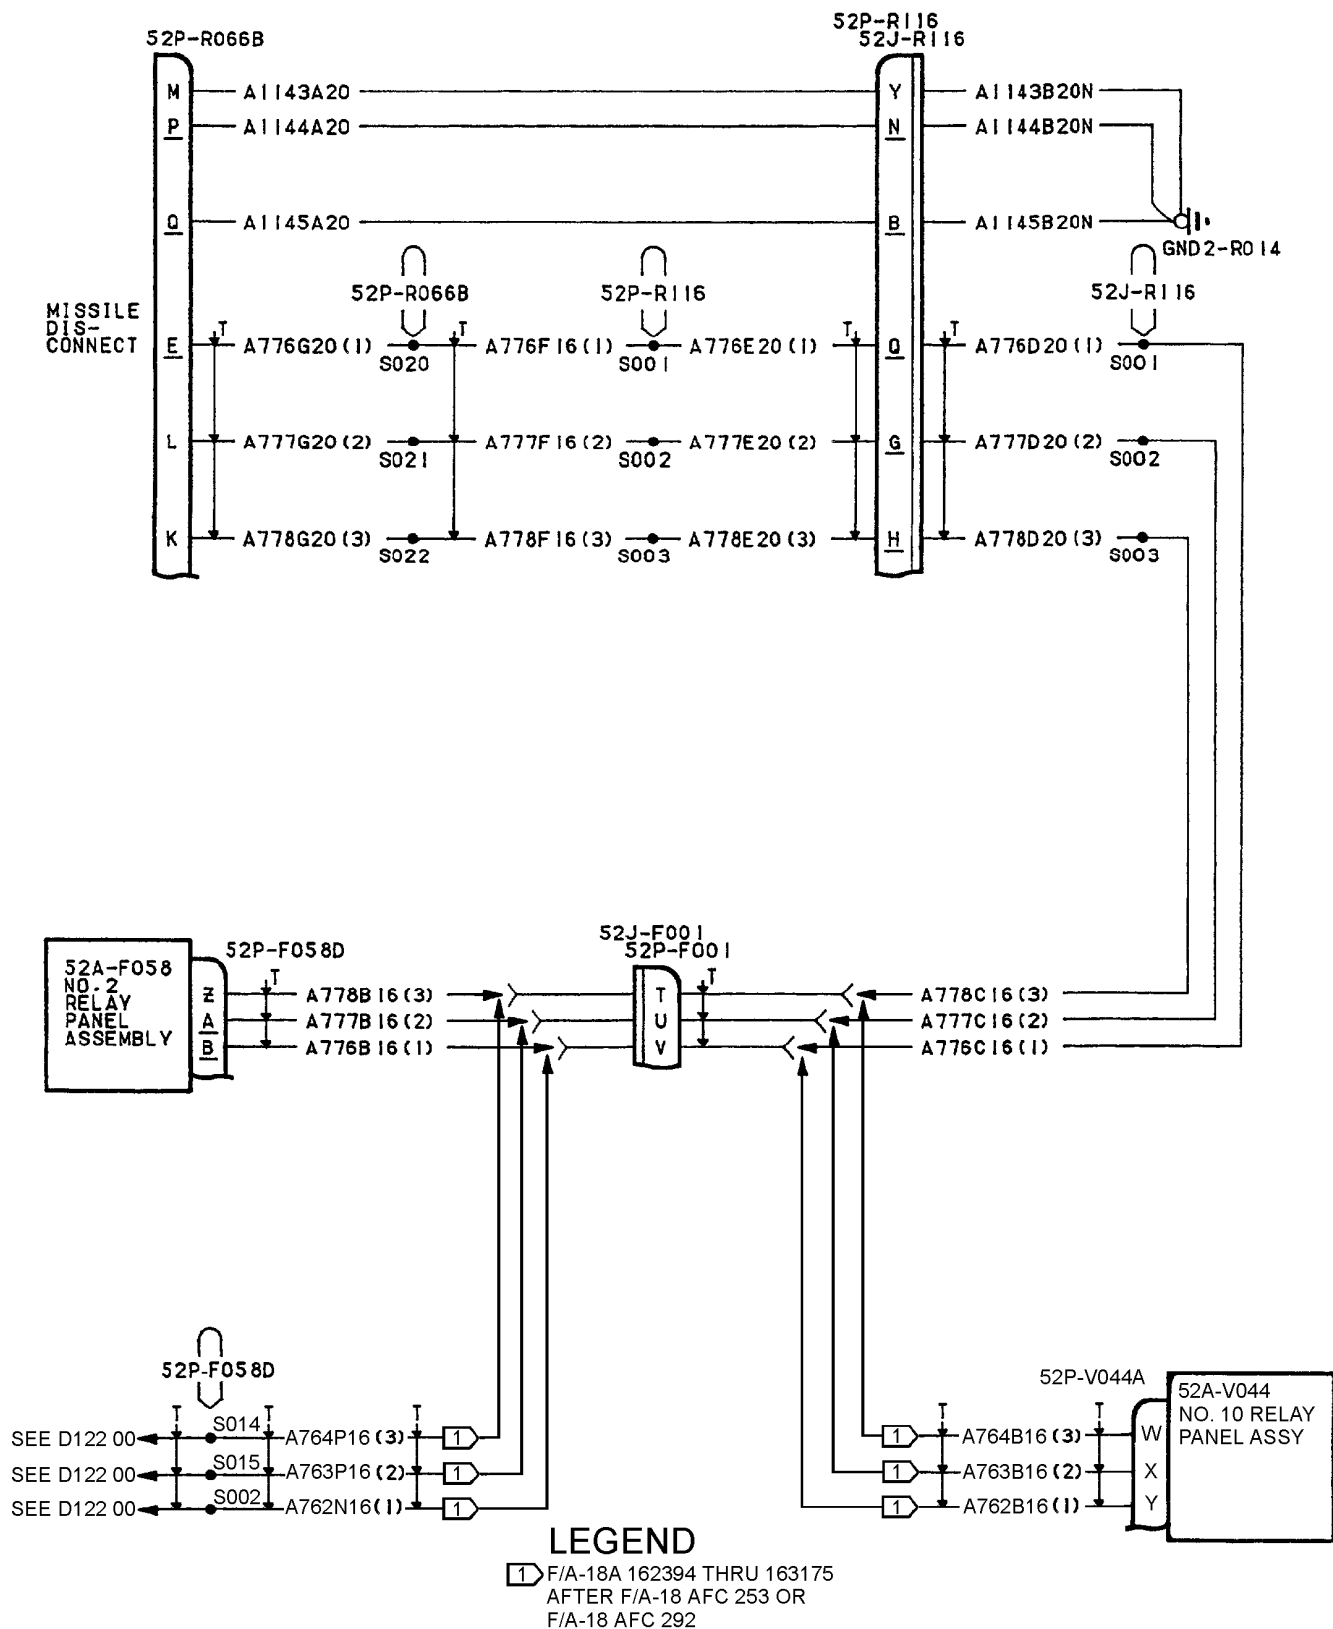 52P-R066B
52P-R116
52J-R116
M A1143A20 Y A1143B20N
P A1144A20 N A1144B20N
Q A1145A20 B A1145B20N
GND2-R014
52P-R066B 52P-R116 52J-R116
MISSILE
DIS-
CONNECT
T T T T
E A776G20(1) A776F16(1) A776E20(1) Q A776D20(1)
S020 S001 S001
L A777G20(2) A777F16(2) A777E20(2) G A777D20(2)
S021 S002 S002
K A778G20(3) A778F16(3) A778E20(3) H A778D20(3)
S022 S003 S003
52J-F001
52P-F001
52P-F058D
52A-F058
NO.2
RELAY
PANEL
ASSEMBLY
T T
Z A778B16(3) T A778C16(3)
A A777B16(2) U A777C16(2)
B A776B16(1) V A776C16(1)
52P-F058D
52P-V044A
52A-V044
NO. 10 RELAY
PANEL ASSY
T T T T T
SEE D122 00 S014 A764P16(3) 1 1 A764B16(3) W
SEE D122 00 S015 A763P16(2) 1 1 A763B16(2) X
SEE D122 00 S002 A762N16(1) 1 1 A762B16(1) Y
LEGEND
1 F/A-18A 162394 THRU 163175
AFTER F/A-18 AFC 253 OR
F/A-18 AFC 292